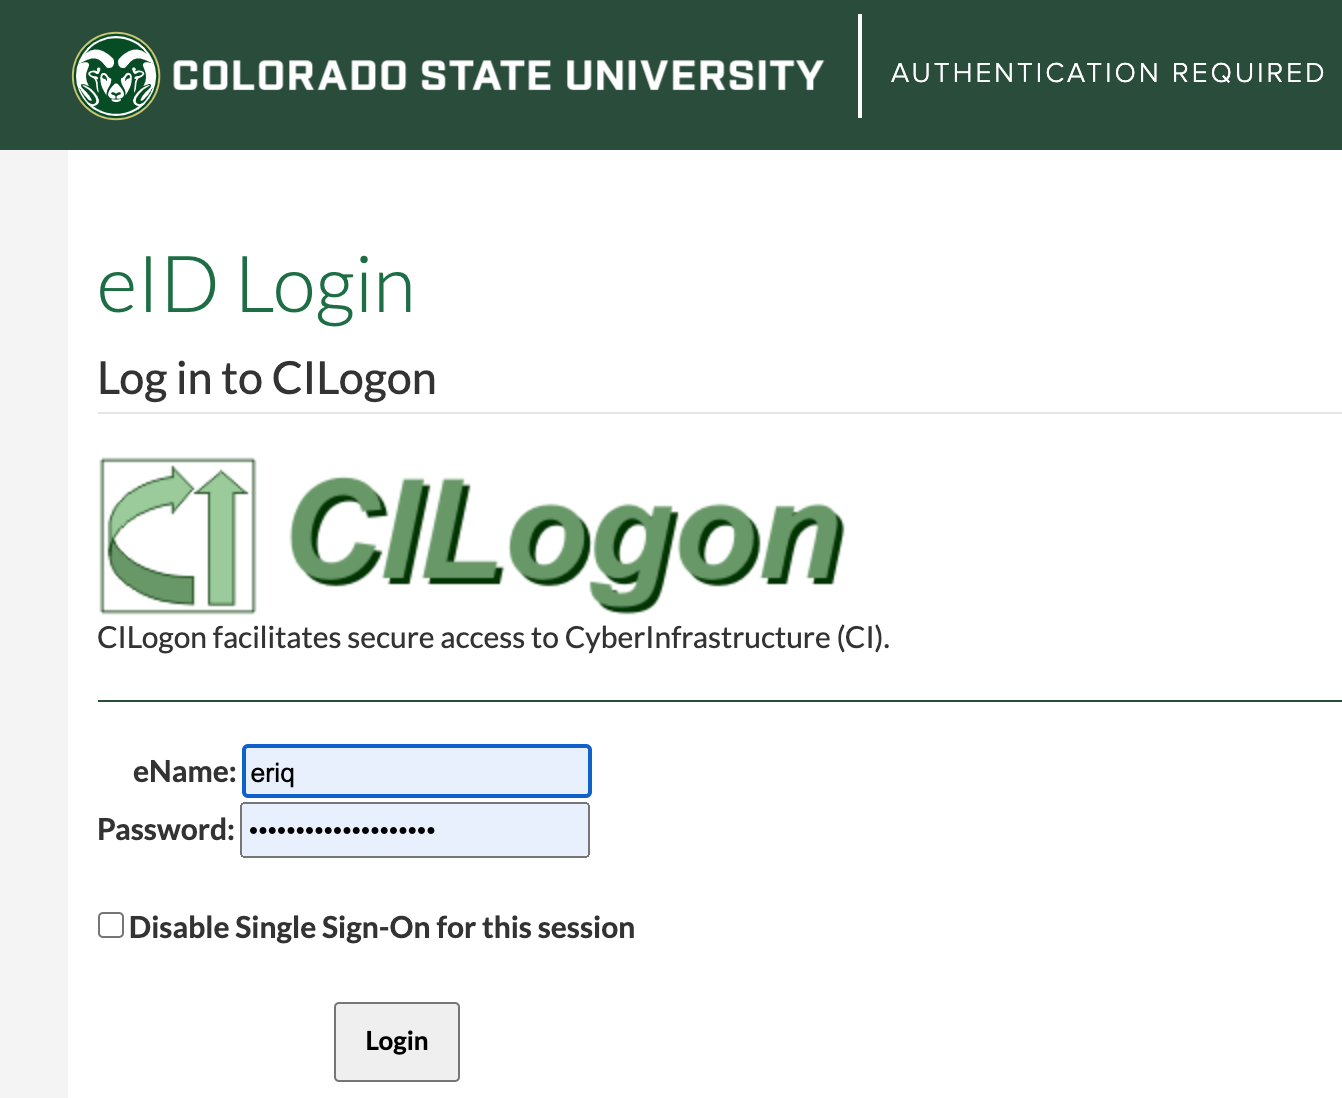 COLORADO STATE UNIVERSITY
AUTHENTICATION REQUIRED
eID Login
Log in to CILogon
CI CILogon
CILogon facilitates secure access to CyberInfrastructure (CI).
eName: eriq
Password: ••••••••••••••••••••
Disable Single Sign-On for this session
Login